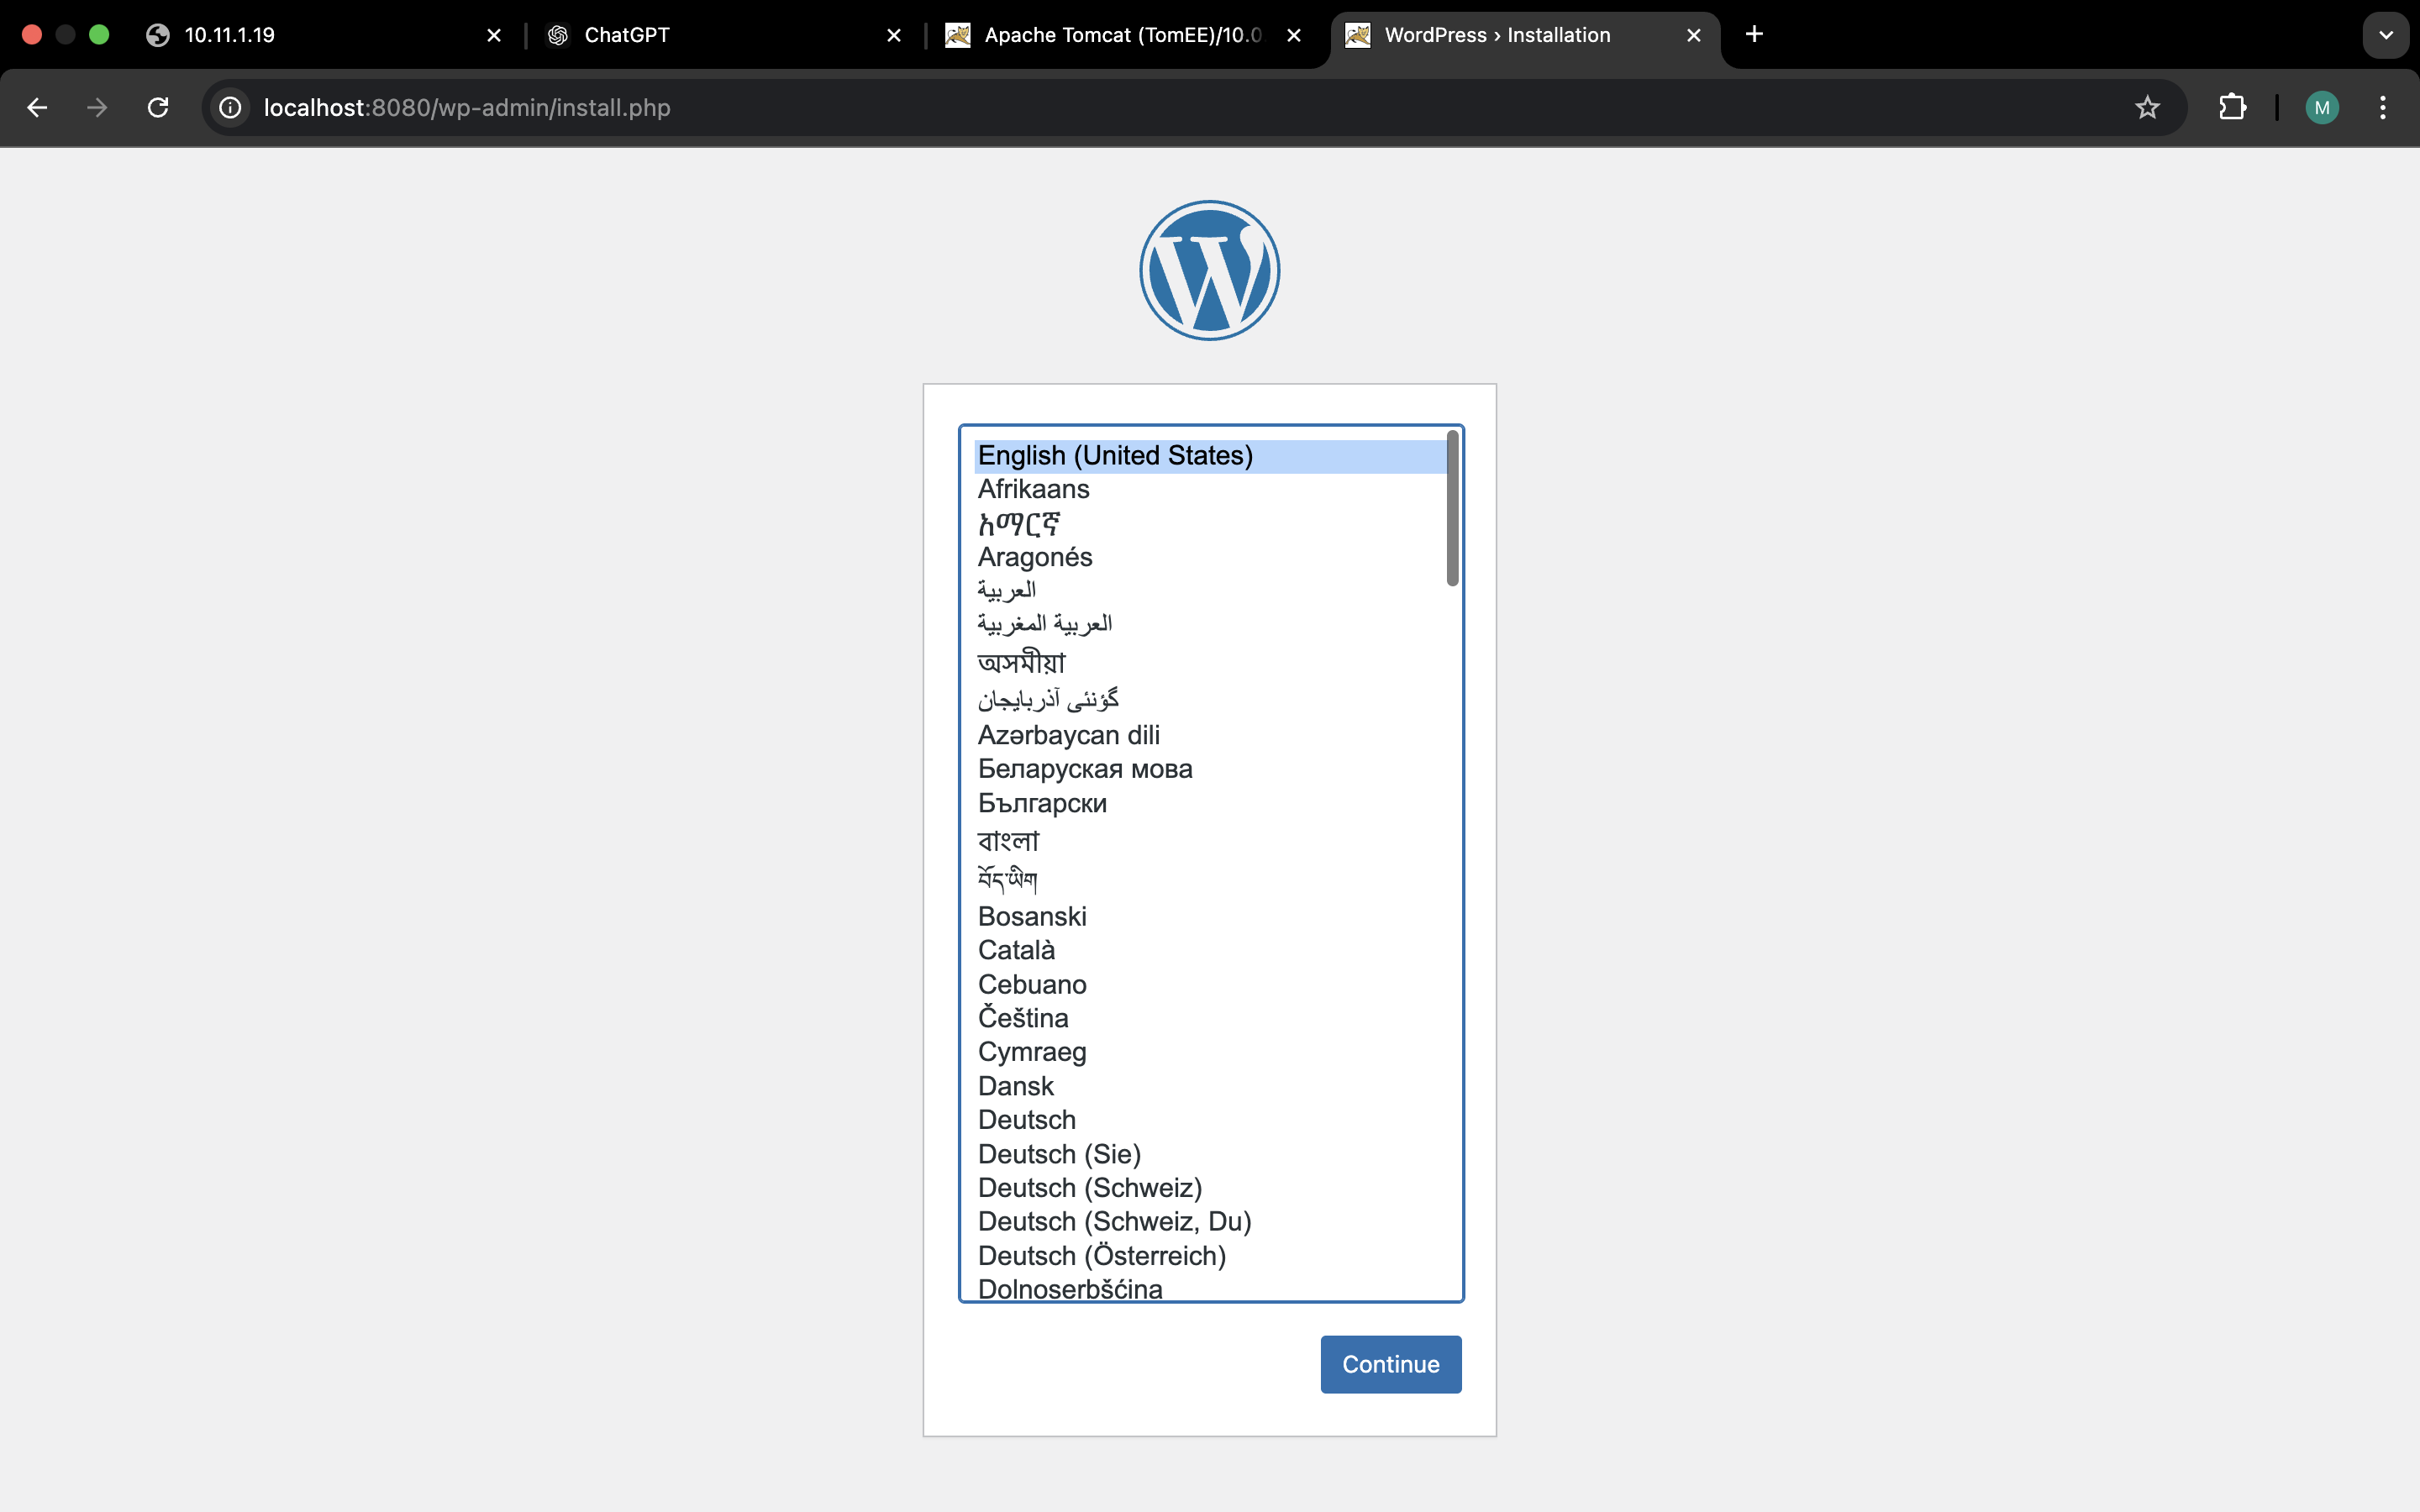 10.11.1.19
ChatGPT
Apache Tomcat (TomEE)/10.0
WordPress › Installation
localhost:8080/wp-admin/install.php
M
English (United States)
Afrikaans
አማርኛ
Aragonés
العربية
العربية المغربية
অসমীয়া
گؤنئی آذربایجان
Azərbaycan dili
Беларуская мова
Български
বাংলা
བོད་ཡིག
Bosanski
Català
Cebuano
Čeština
Cymraeg
Dansk
Deutsch
Deutsch (Sie)
Deutsch (Schweiz)
Deutsch (Schweiz, Du)
Deutsch (Österreich)
Dolnoserbšćina
Continue